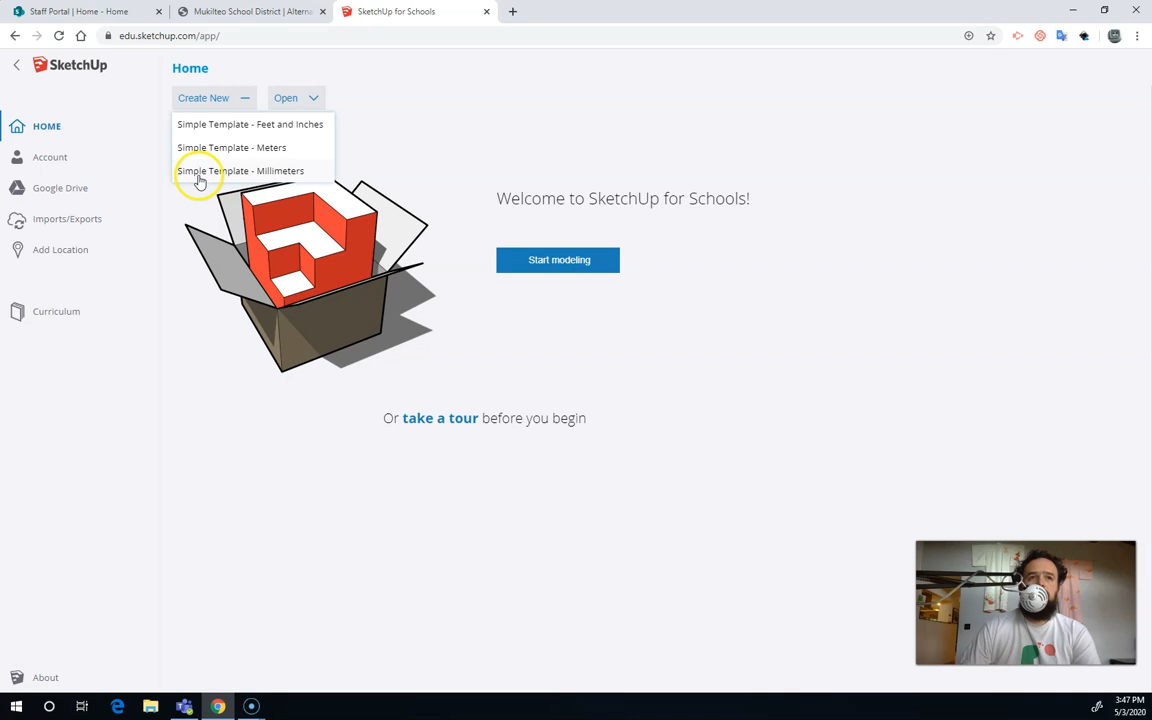 Staff Portal | Home - Home
Mukilteo School District | Alterna
SketchUp for Schools
edu.sketchup.com/app/
SketchUp
Home
Create New
Open
Simple Template - Feet and Inches
Simple Template - Meters
Simple Template - Millimeters
HOME
Account
Google Drive
Imports/Exports
Add Location
Curriculum
Welcome to SketchUp for Schools!
Start modeling
Or take a tour before you begin
About
3:47 PM
5/3/2020